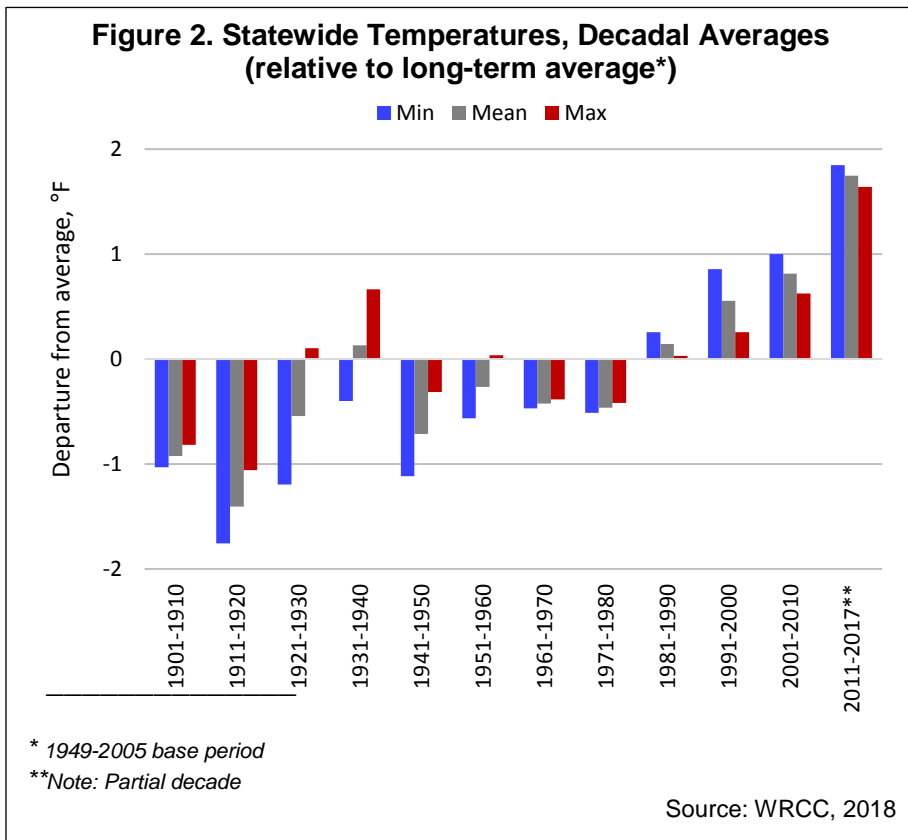 Figure 2. Statewide Temperatures, Decadal Averages
(relative to long-term average*)
Min Mean Max
Departure from average, °F
2
1
0
-1
-2
1901-1910
1911-1920
1921-1930
1931-1940
1941-1950
1951-1960
1961-1970
1971-1980
1981-1990
1991-2000
2001-2010
2011-2017**
* 1949-2005 base period
**Note: Partial decade
Source: WRCC, 2018